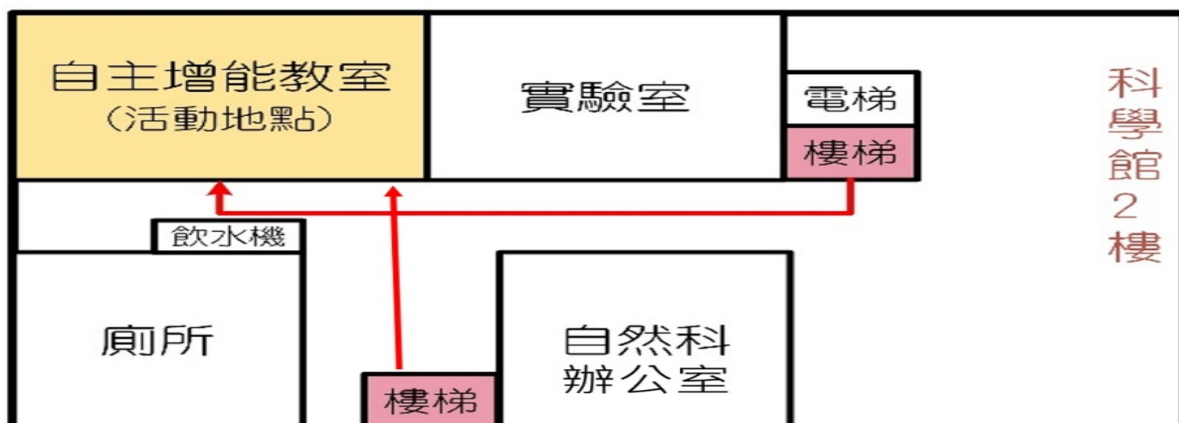 自主增能教室
(活動地點)
實驗室
電梯
樓梯
科學館2樓
飲水機
廁所
樓梯
自然科
辦公室